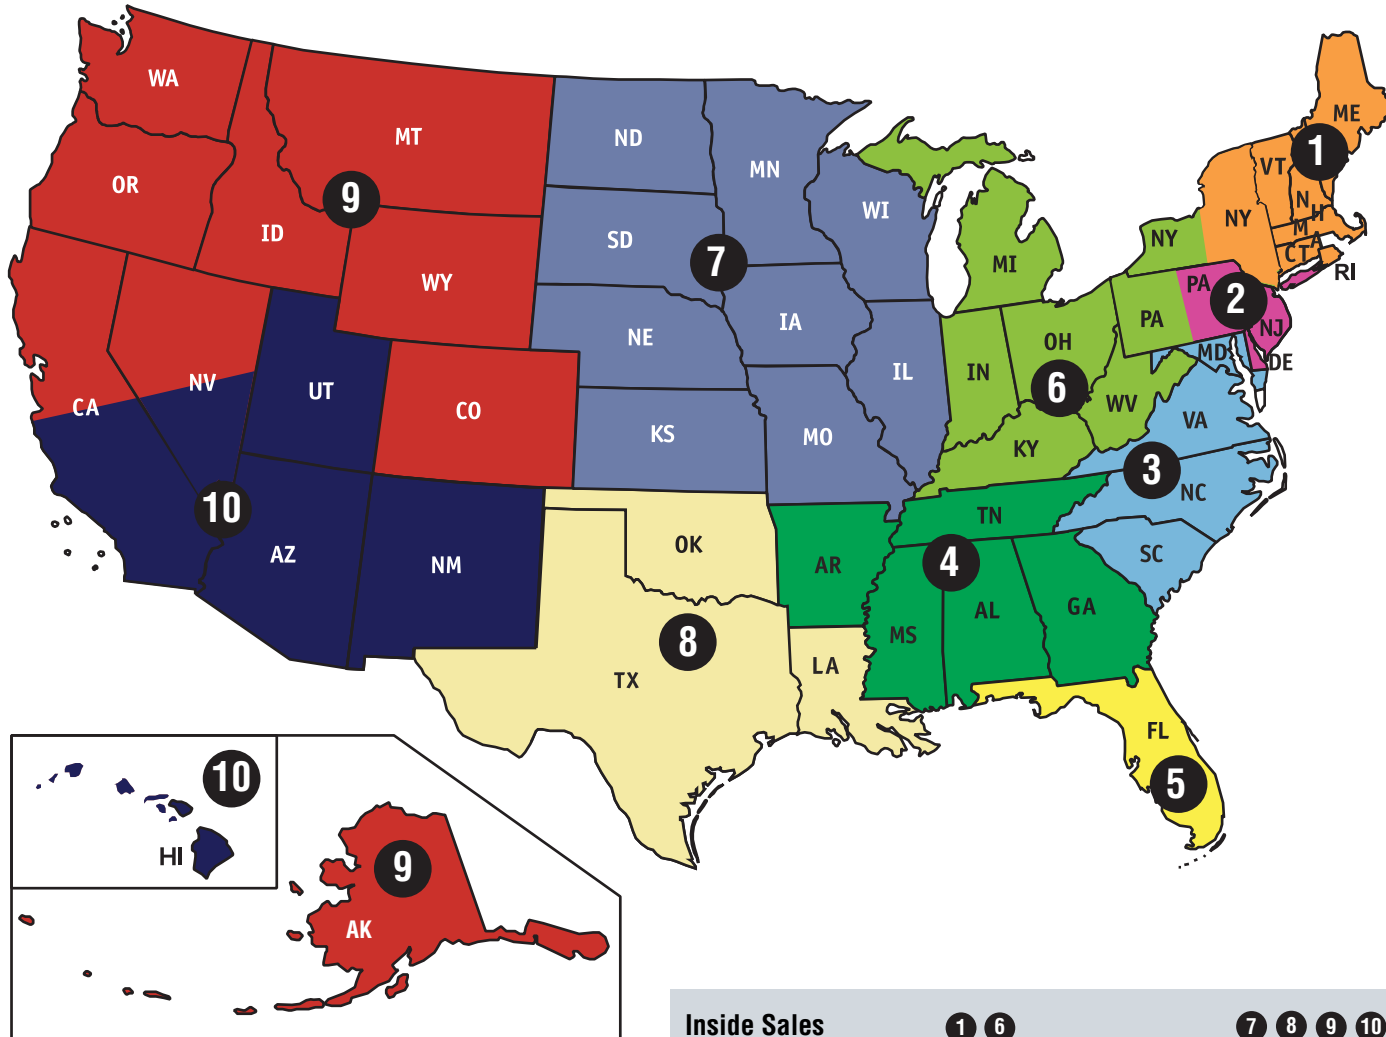 WA
MT
ND
MN
ME
1
VT
OR
9
ID
WY
SD
7
WI
MI
NY
NY
N
H
M
A
CT
RI
NE
IA
IL
IN
OH
PA
PA
2
NJ
MD
DE
6
WV
VA
CA
NV
UT
CO
KS
MO
KY
3
NC
10
AZ
NM
OK
AR
TN
4
SC
MS
AL
GA
8
TX
LA
FL
5
10
HI
9
AK
Inside Sales 1 6 7 8 9 10